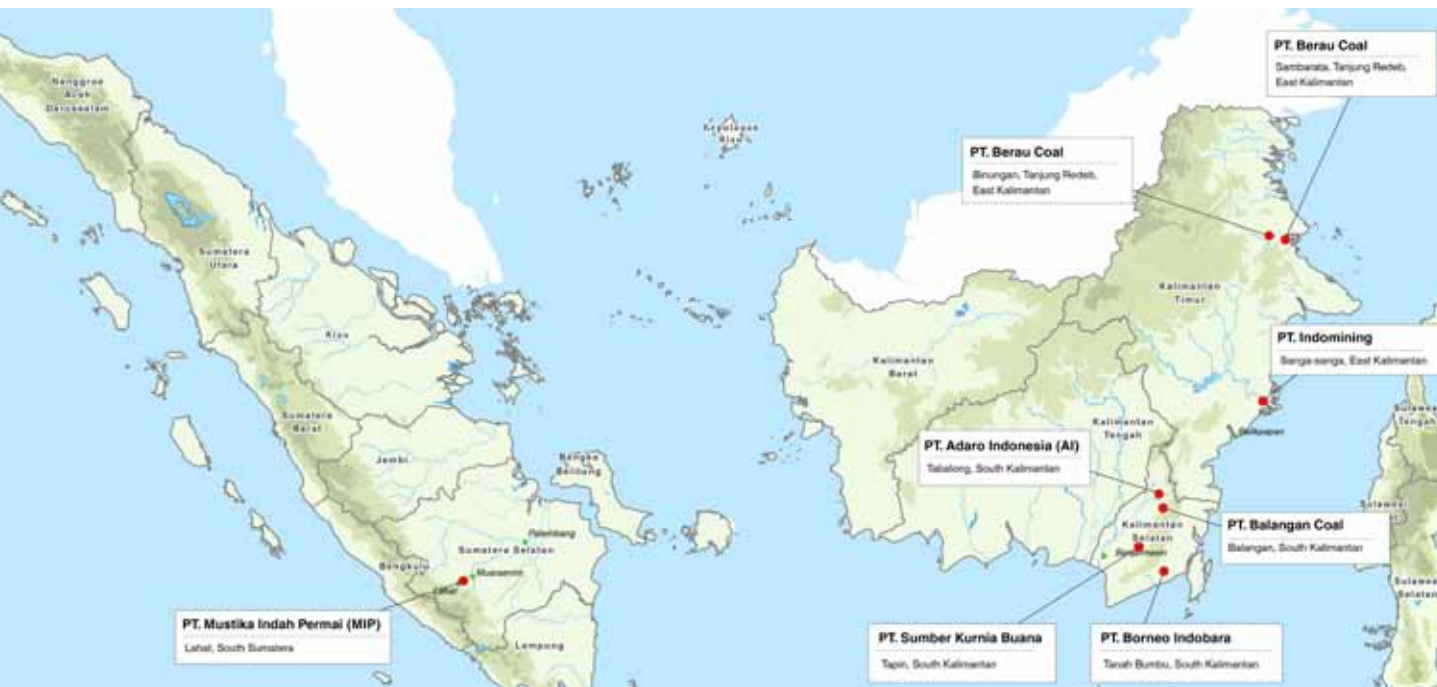 Nanggroe
Aceh
Darussalam
Sumatera
Utara
Riau
Sumatera
Barat
Jambi
Bengkulu
Sumatera Selatan
Palembang
Muaraenim
Lahat
Lampung
Bangka
Belitung
Kepulauan
Riau
PT. Mustika Indah Permai (MIP)
Lahat, South Sumatera
PT. Berau Coal
Sambarata, Tanjung Redeb,
East Kalimantan
PT. Berau Coal
Binungan, Tanjung Redeb,
East Kalimantan
Kalimantan
Timur
PT. Indomining
Sanga-sanga, East Kalimantan
Kalimantan
Barat
Kalimantan
Tengah
Balikpapan
PT. Adaro Indonesia (AI)
Tabalong, South Kalimantan
PT. Balangan Coal
Balangan, South Kalimantan
Kalimantan
Selatan
PT. Sumber Kurnia Buana
Tapin, South Kalimantan
PT. Borneo Indobara
Tanah Bumbu, South Kalimantan
Sulawesi
Tengah
Sulawesi
Sulawesi
Selatan